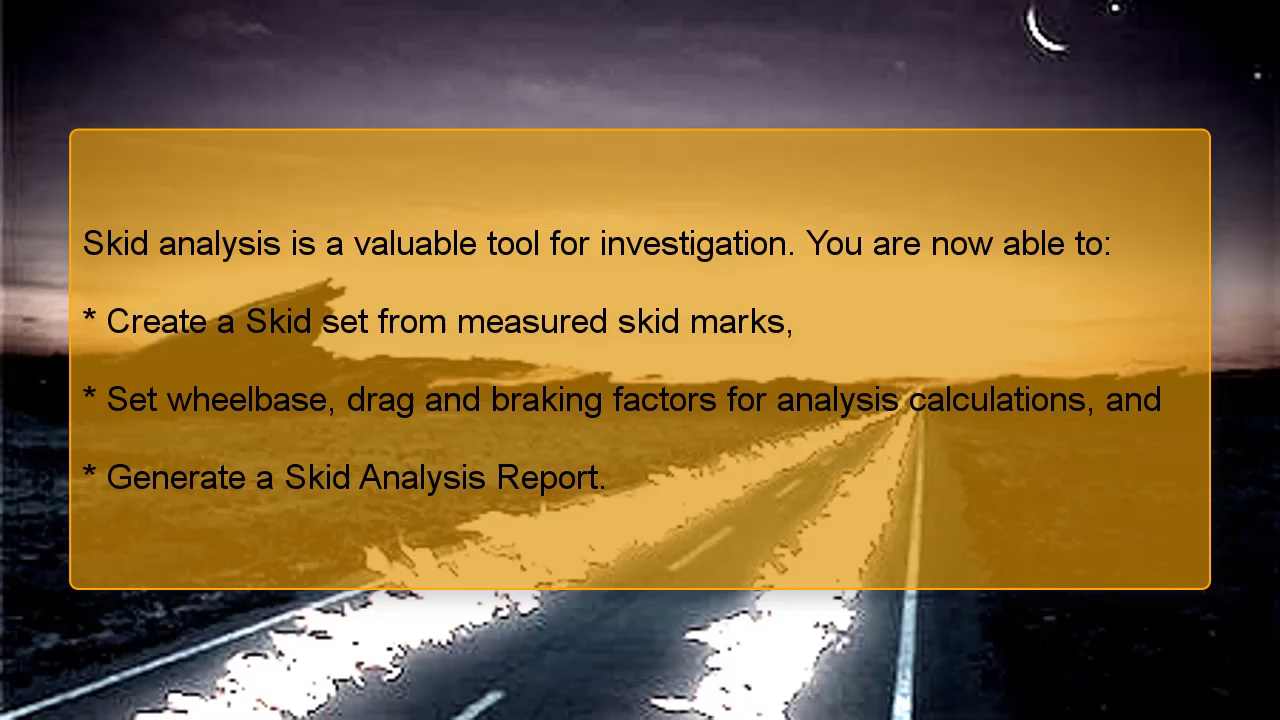 Skid analysis is a valuable tool for investigation. You are now able to:
* Create a Skid set from measured skid marks,
* Set wheelbase, drag and braking factors for analysis calculations, and
* Generate a Skid Analysis Report.